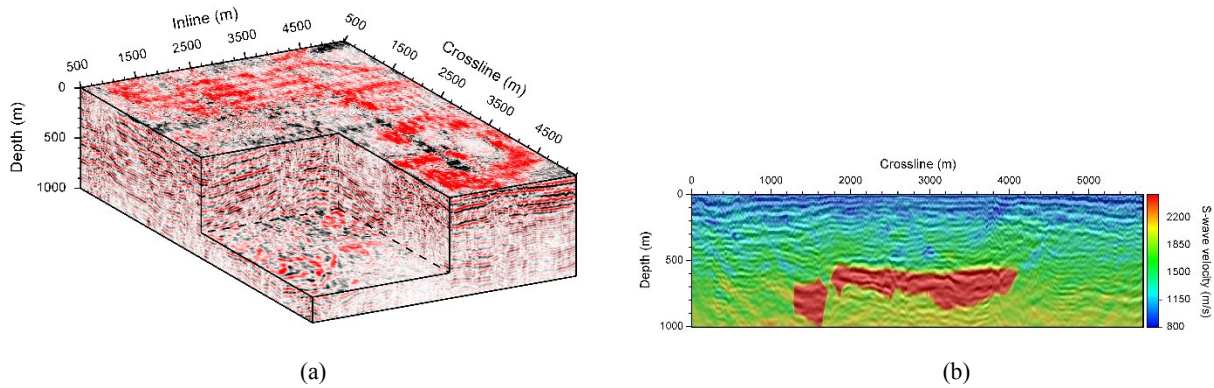 Inline (m)
500 1500 2500 3500 4500
Crossline (m)
500 1500 2500 3500 4500
Depth (m)
0
500
1000
(a)
Crossline (m)
0 1000 2000 3000 4000 5000
Depth (m)
0
500
1000
S-wave velocity (m/s)
2200
1850
1500
1150
800
(b)